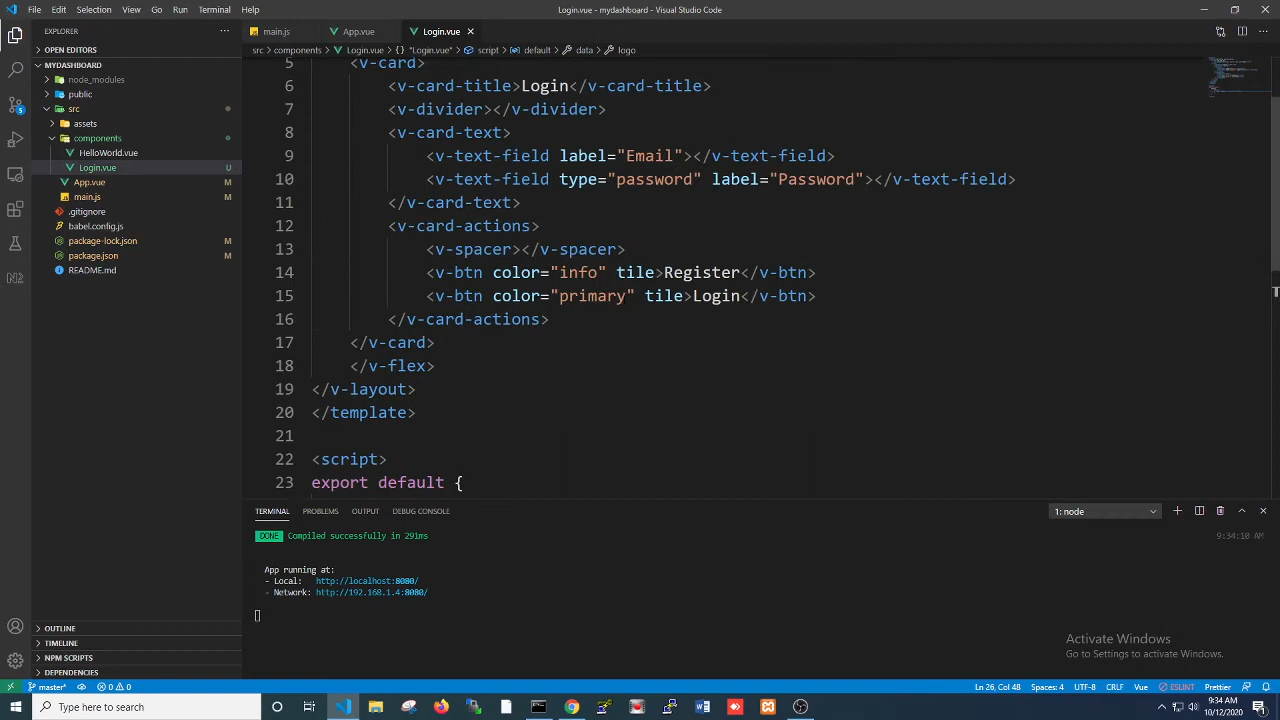 File Edit Selection View Go Run Terminal Help Login.vue - mydashboard - Visual Studio Code
EXPLORER ...
main.js App.vue Login.vue
OPEN EDITORS
src > components > Login.vue > {} "Login.vue" > script > default > data > logo
MYDASHBOARD
node_modules
public
src
assets
components
HelloWorld.vue
Login.vue U
App.vue M
main.js M
.gitignore
babel.config.js
package-lock.json M
package.json M
README.md
5 <v-card>
6 <v-card-title>Login</v-card-title>
7 <v-divider></v-divider>
8 <v-card-text>
9 <v-text-field label="Email"></v-text-field>
10 <v-text-field type="password" label="Password"></v-text-field>
11 </v-card-text>
12 <v-card-actions>
13 <v-spacer></v-spacer>
14 <v-btn color="info" tile>Register</v-btn>
15 <v-btn color="primary" tile>Login</v-btn>
16 </v-card-actions>
17 </v-card>
18 </v-flex>
19 </v-layout>
20 </template>
21
22 <script>
23 export default {
TERMINAL PROBLEMS OUTPUT DEBUG CONSOLE 1: node
DONE Compiled successfully in 291ms 9:34:10 AM
App running at:
- Local: http://localhost:8080/
- Network: http://192.168.1.4:8080/
OUTLINE
TIMELINE
NPM SCRIPTS
DEPENDENCIES
Activate Windows
Go to Settings to activate Windows.
master* 0 0 Ln 26, Col 48 Spaces: 4 UTF-8 CRLF Vue ESLINT Prettier
Type here to search
9:34 AM
10/12/2020